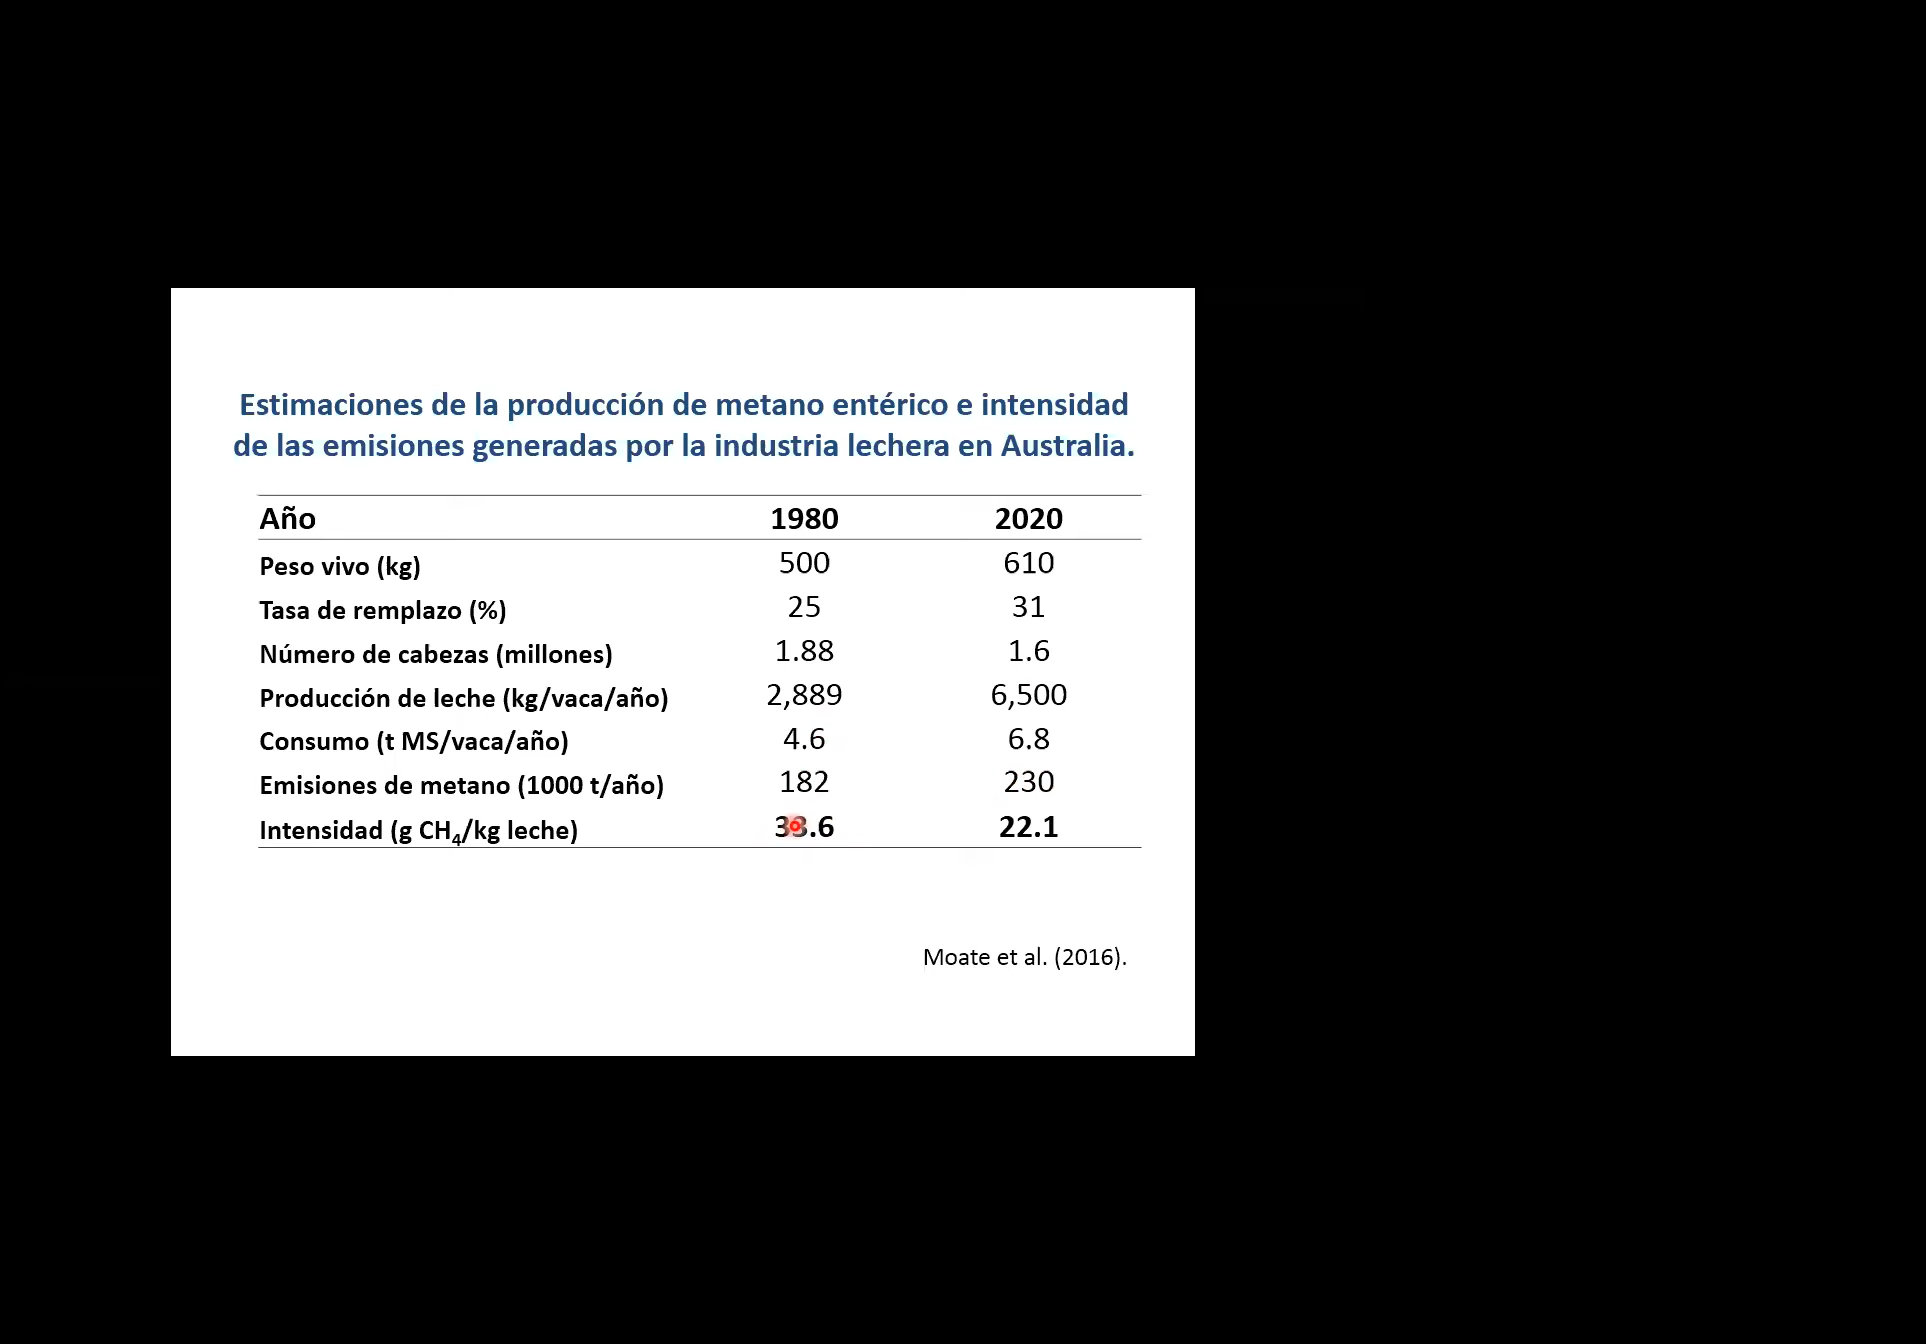 Estimaciones de la producción de metano entérico e intensidad
de las emisiones generadas por la industria lechera en Australia.
Año 1980 2020
Peso vivo (kg) 500 610
Tasa de remplazo (%) 25 31
Número de cabezas (millones) 1.88 1.6
Producción de leche (kg/vaca/año) 2,889 6,500
Consumo (t MS/vaca/año) 4.6 6.8
Emisiones de metano (1000 t/año) 182 230
Intensidad (g CH₄/kg leche) 33.6 22.1
Moate et al. (2016).